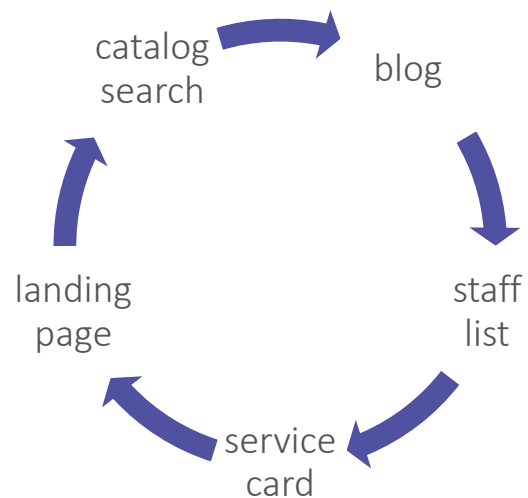 catalog
search
blog
staff
list
service
card
landing
page